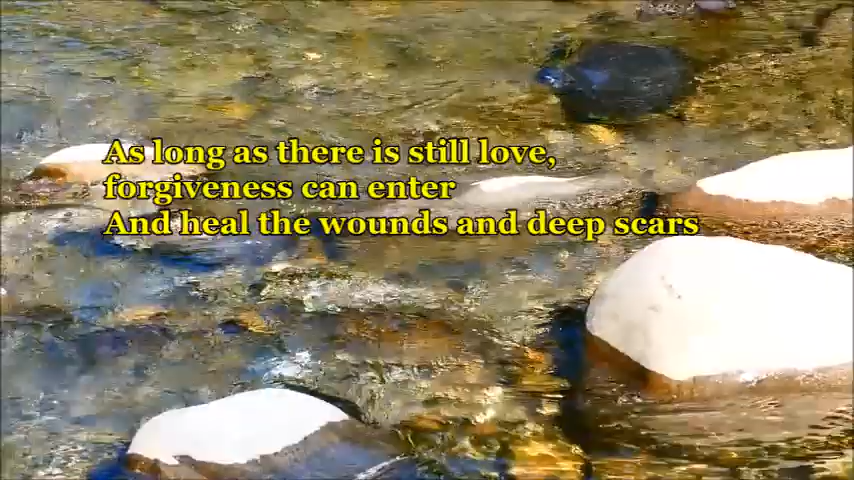 As long as there is still love,
forgiveness can enter
And heal the wounds and deep scars